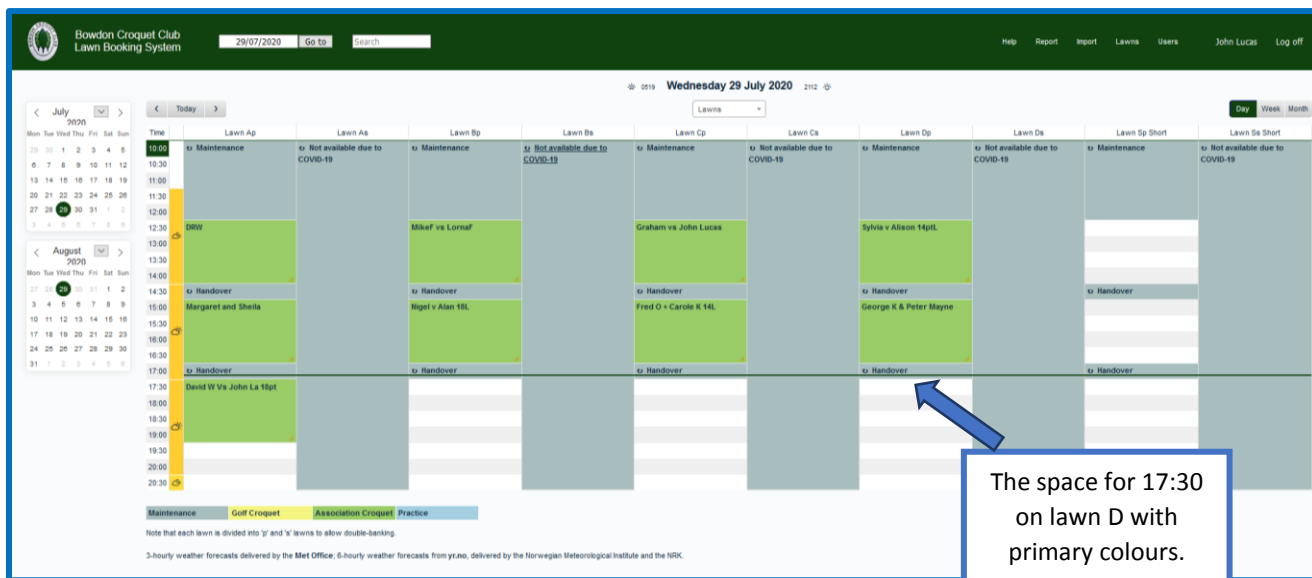 Bowdon Croquet Club
Lawn Booking System
29/07/2020 Go to Search
Help Report Import Lawns Users John Lucas Log off
0519 Wednesday 29 July 2020 2112
< July 2020 >
Mon Tue Wed Thu Fri Sat Sun
29 30 1 2 3 4 5
6 7 8 9 10 11 12
13 14 15 16 17 18 19
20 21 22 23 24 25 26
27 28 29 30 31 1 2
3 4 5 6 7 8 9
< August 2020 >
Mon Tue Wed Thu Fri Sat Sun
27 28 29 30 31 1 2
3 4 5 6 7 8 9
10 11 12 13 14 15 16
17 18 19 20 21 22 23
24 25 26 27 28 29 30
31 1 2 3 4 5 6
< Today > Lawns Day Week Month
Time Lawn Ap Lawn As Lawn Bp Lawn Bs Lawn Cp Lawn Cs Lawn Dp Lawn Ds Lawn Sp Short Lawn Ss Short
10:00 Maintenance Not available due to Maintenance Not available due to Maintenance Not available due to Maintenance Not available due to Maintenance Not available due to
COVID-19 COVID-19 COVID-19 COVID-19 COVID-19
10:30
11:00
11:30
12:00
12:30 DRW MikeF vs LornaF Graham vs John Lucas Sylvia v Alison 14ptL
13:00
13:30
14:00
14:30 Handover Handover Handover Handover Handover
15:00 Margaret and Sheila Nigel v Alan 18L Fred O + Carole K 14L George K & Peter Mayne
15:30
16:00
16:30
17:00 Handover Handover Handover Handover Handover
17:30 David W Vs John La 18pt
18:00
18:30
19:00
19:30
20:00
20:30
The space for 17:30
on lawn D with
primary colours.
Maintenance Golf Croquet Association Croquet Practice
Note that each lawn is divided into 'p' and 's' lawns to allow double-banking.
3-hourly weather forecasts delivered by the Met Office; 6-hourly weather forecasts from yr.no, delivered by the Norwegian Meteorological Institute and the NRK.